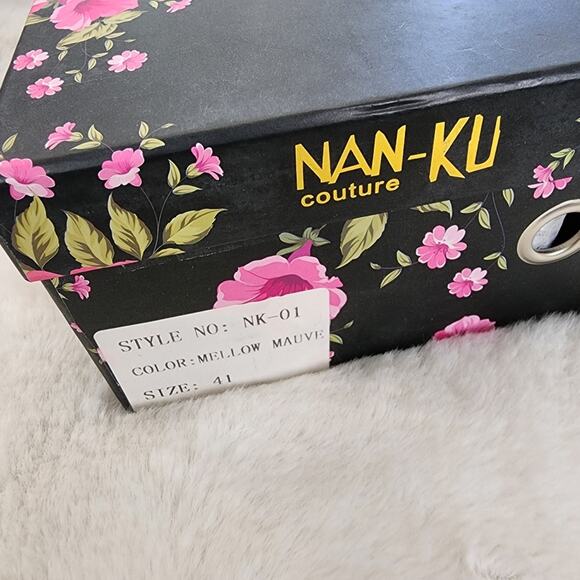 NAN-KU
couture
STYLE NO: NK-01
COLOR:MELLOW MAUVE
SIZE: 41